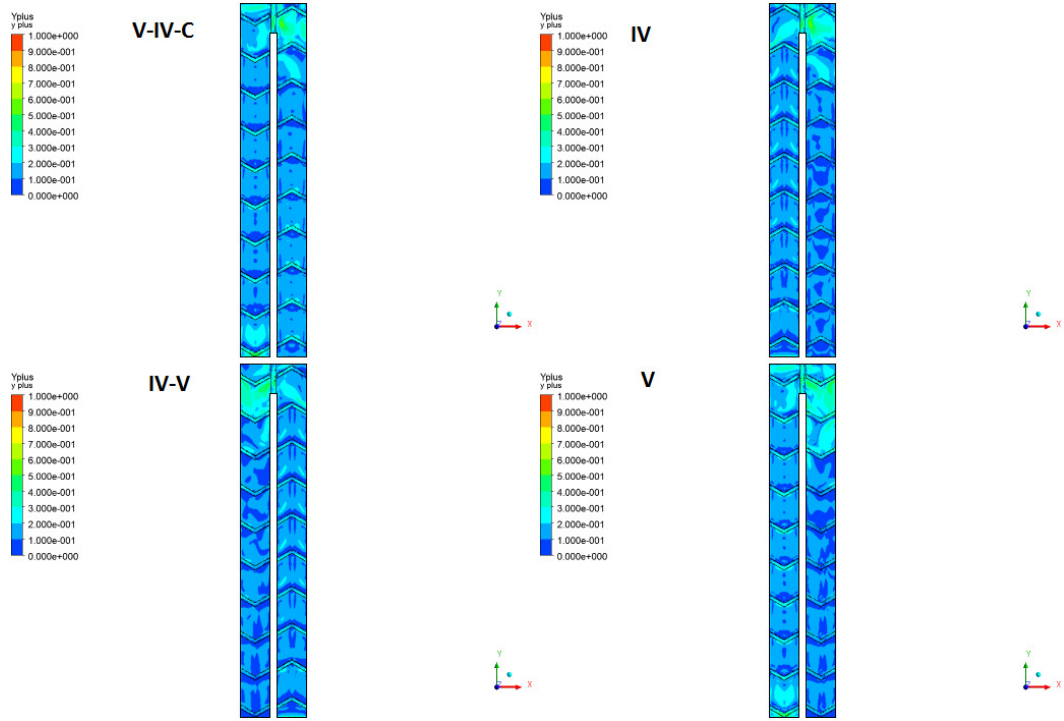 V-IV-C
Yplus
y plus
1.000e+000
9.000e-001
8.000e-001
7.000e-001
6.000e-001
5.000e-001
4.000e-001
3.000e-001
2.000e-001
1.000e-001
0.000e+000
Y
Z
X
IV
Yplus
y plus
1.000e+000
9.000e-001
8.000e-001
7.000e-001
6.000e-001
5.000e-001
4.000e-001
3.000e-001
2.000e-001
1.000e-001
0.000e+000
Y
Z
X
IV-V
Yplus
y plus
1.000e+000
9.000e-001
8.000e-001
7.000e-001
6.000e-001
5.000e-001
4.000e-001
3.000e-001
2.000e-001
1.000e-001
0.000e+000
Y
Z
X
V
Yplus
y plus
1.000e+000
9.000e-001
8.000e-001
7.000e-001
6.000e-001
5.000e-001
4.000e-001
3.000e-001
2.000e-001
1.000e-001
0.000e+000
Y
Z
X